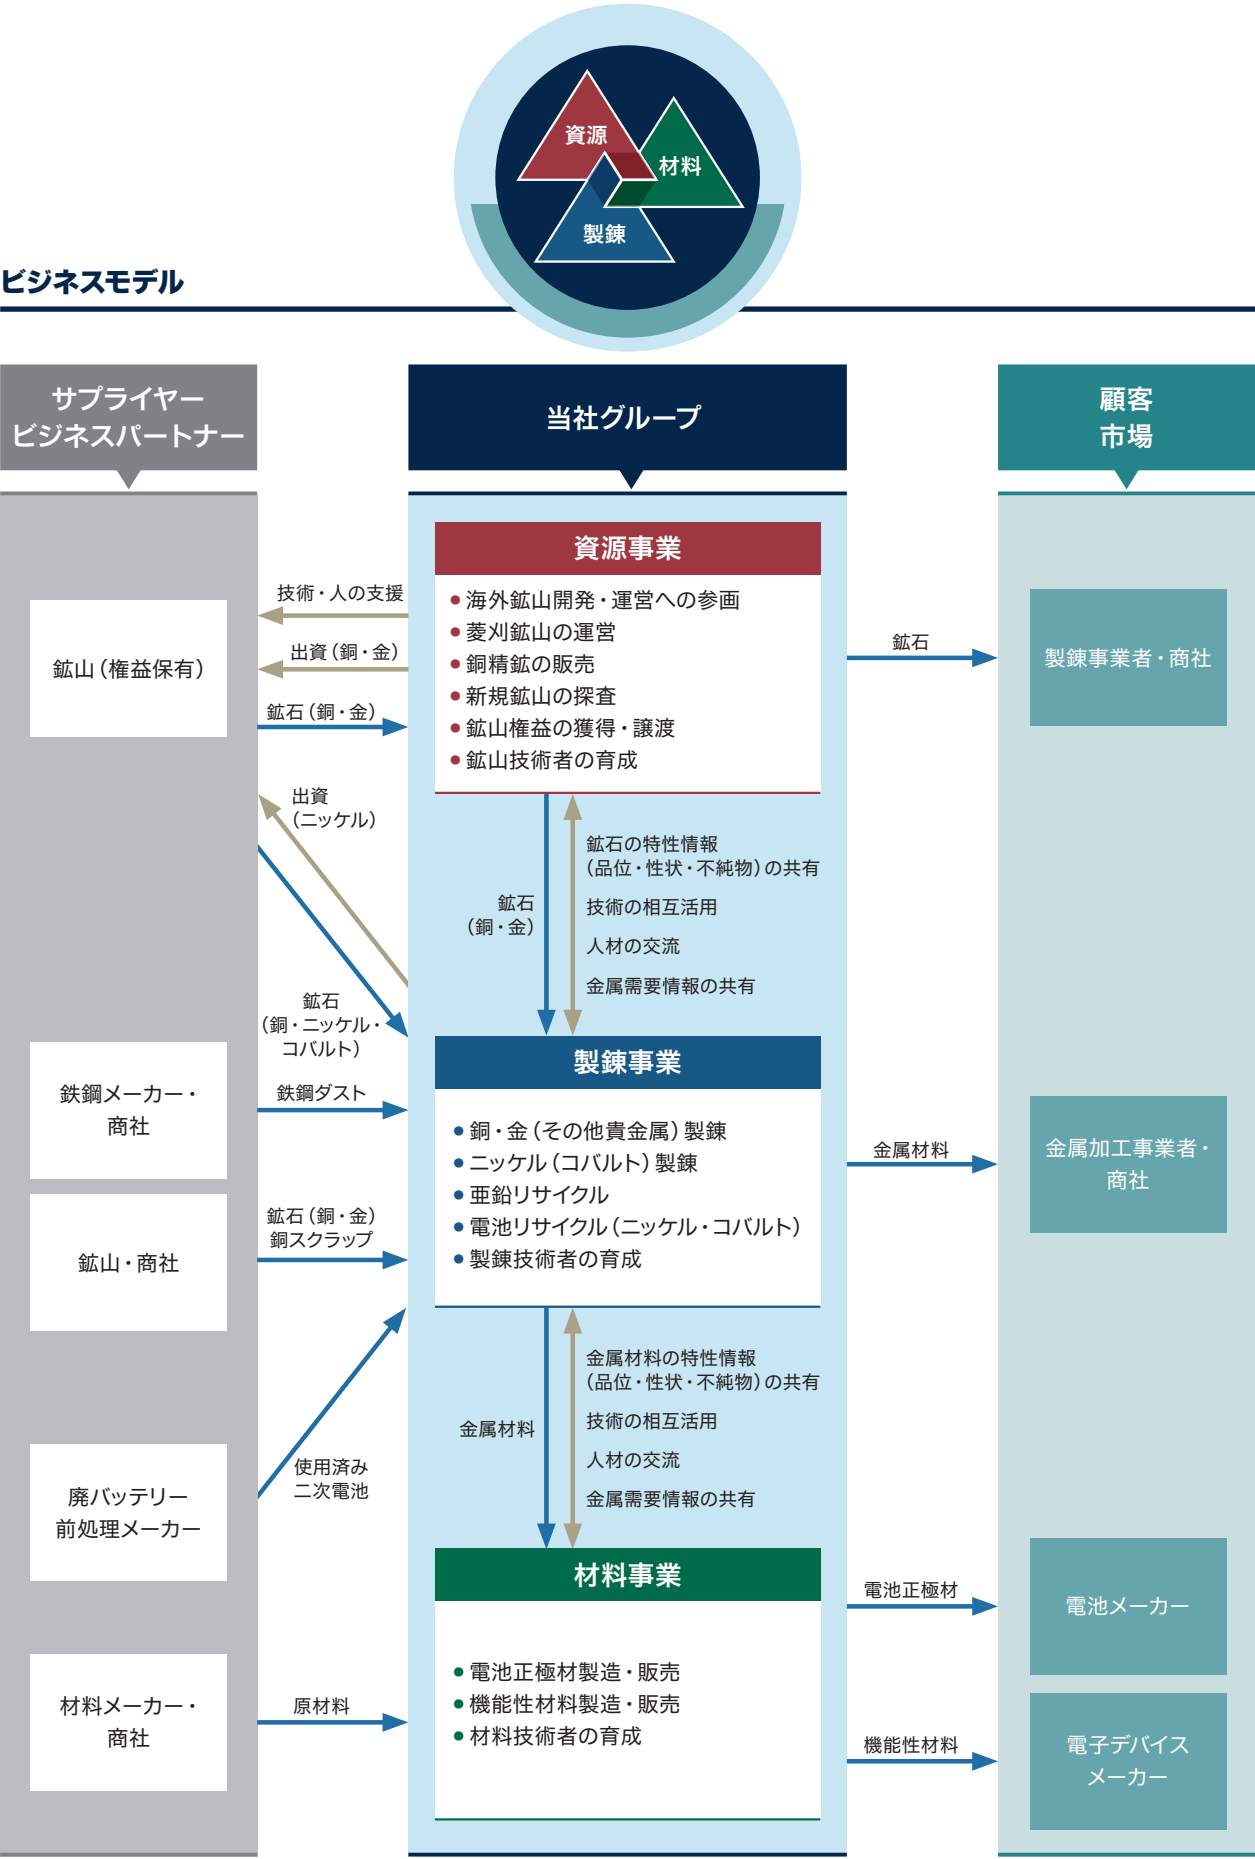 資源
材料
製錬
ビジネスモデル
サプライヤー
ビジネスパートナー
当社グループ
顧客
市場
鉱山(権益保有)
技術・人の支援
出資(銅・金)
鉱石(銅・金)
出資
(ニッケル)
鉱石
(銅・ニッケル・
コバルト)
鉄鋼メーカー・
商社
鉄鋼ダスト
鉱山・商社
鉱石(銅・金)
銅スクラップ
廃バッテリー
前処理メーカー
使用済み
二次電池
材料メーカー・
商社
原材料
資源事業
●海外鉱山開発・運営への参画
●菱刈鉱山の運営
●銅精鉱の販売
●新規鉱山の探査
●鉱山権益の獲得・譲渡
●鉱山技術者の育成
鉱石
(銅・金)
鉱石の特性情報
(品位・性状・不純物)の共有
技術の相互活用
人材の交流
金属需要情報の共有
製錬事業
●銅・金(その他貴金属)製錬
●ニッケル(コバルト)製錬
●亜鉛リサイクル
●電池リサイクル(ニッケル・コバルト)
●製錬技術者の育成
金属材料
金属材料の特性情報
(品位・性状・不純物)の共有
技術の相互活用
人材の交流
金属需要情報の共有
材料事業
●電池正極材製造・販売
●機能性材料製造・販売
●材料技術者の育成
鉱石
製錬事業者・商社
金属材料
金属加工事業者・
商社
電池正極材
電池メーカー
機能性材料
電子デバイス
メーカー